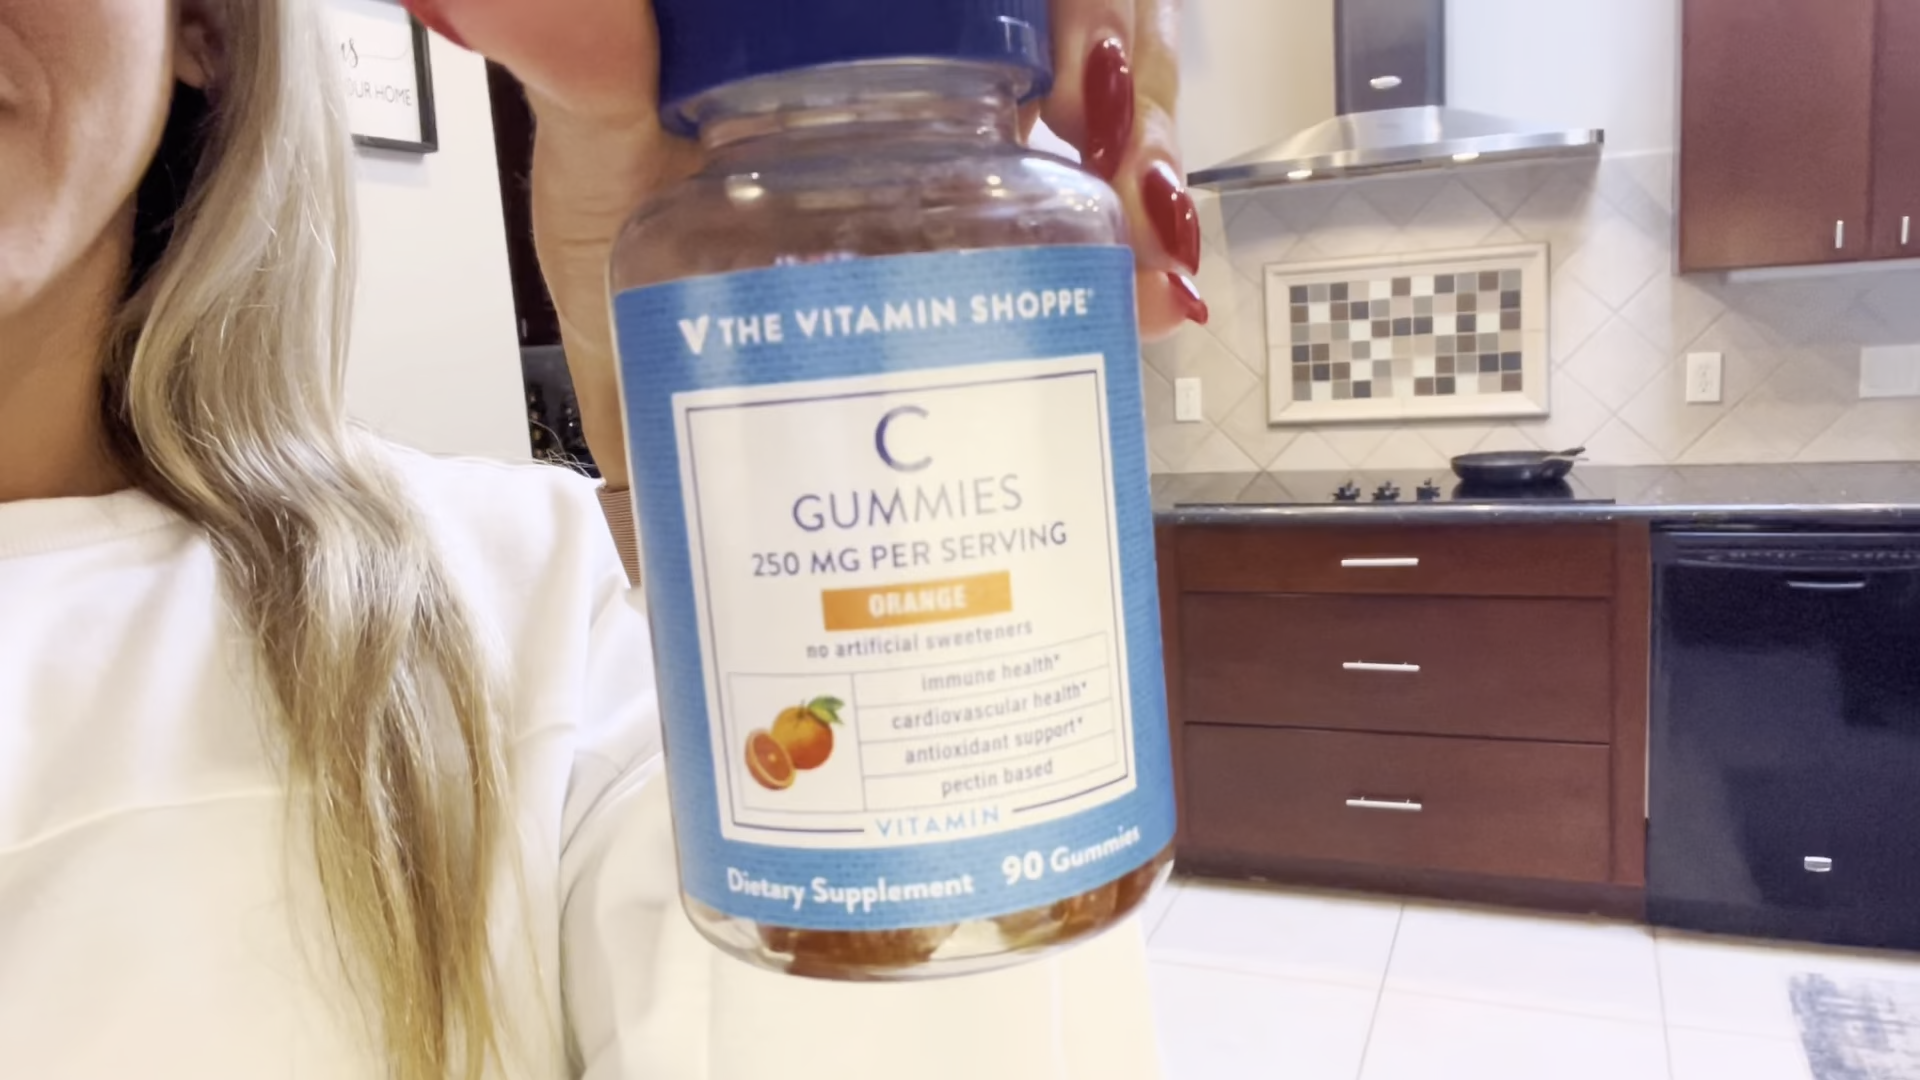 OUR HOME
V THE VITAMIN SHOPPE®
C
GUMMIES
250 MG PER SERVING
ORANGE
no artificial sweeteners
immune health*
cardiovascular health*
antioxidant support*
pectin based
VITAMIN
Dietary Supplement 90 Gummies